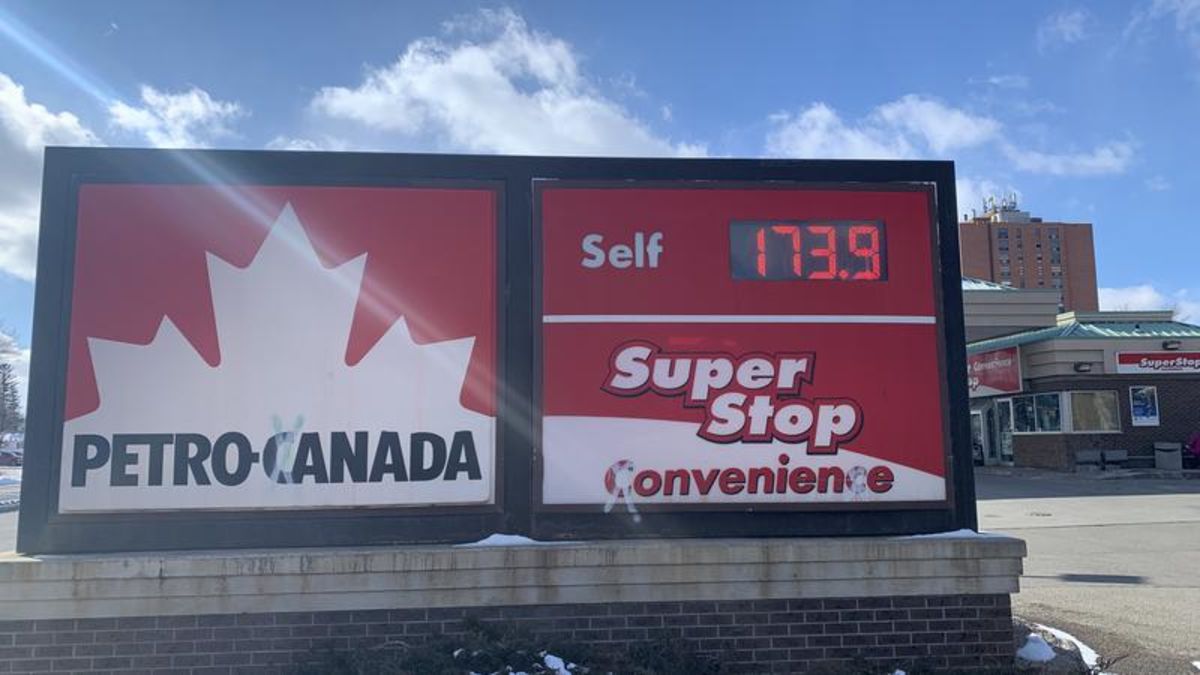 PETRO-CANADA
Self 173.9
Super
Stop
Convenience
SuperStop